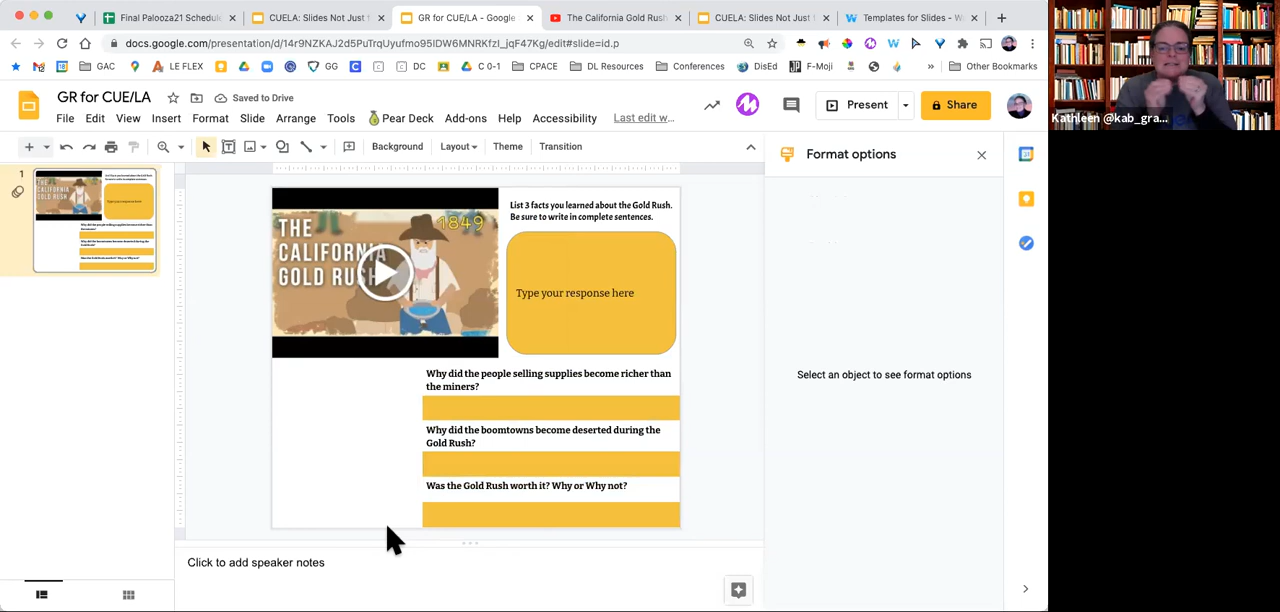 Final Palooza21 Schedul
CUELA: Slides Not Just f
GR for CUE/LA - Google
The California Gold Rush
CUELA: Slides Not Just f
Templates for Slides - W
docs.google.com/presentation/d/14r9NZKAJ2d5PuTrqUyufmo95IDW6MNRKfzI_jqF47Kg/edit#slide=id.p
GAC
LE FLEX
GG
C 0-1
DC
CPACE
DL Resources
Conferences
DisEd
F-Moji
Other Bookmarks
Kathleen @kab_gra...
GR for CUE/LA
Saved to Drive
File Edit View Insert Format Slide Arrange Tools Pear Deck Add-ons Help Accessibility
Last edit w...
Present
Share
Background
Layout
Theme
Transition
Format options
1
THE
CALIFORNIA
GOLD RUSH
1849
List 3 facts you learned about the Gold Rush.
Be sure to write in complete sentences.
Type your response here
Why did the people selling supplies become richer than
the miners?
Why did the boomtowns become deserted during the
Gold Rush?
Was the Gold Rush worth it? Why or Why not?
Select an object to see format options
Click to add speaker notes